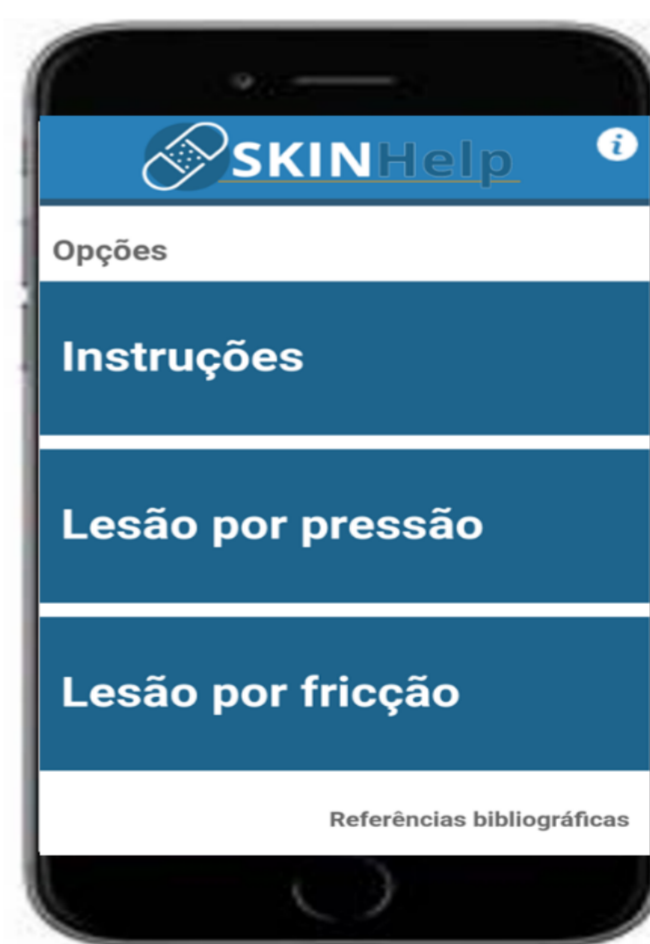 SKINHelp
i
Opções
Instruções
Lesão por pressão
Lesão por fricção
Referências bibliográficas